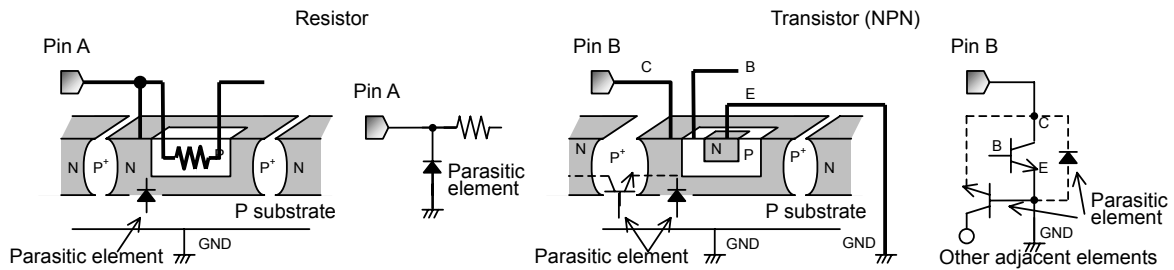 Resistor
Transistor (NPN)
Pin A
Pin A
N
P+
N
P
P+
N
Parasitic
element
P substrate
Parasitic element
GND
Pin B
C
B
E
N
P+
N
P
P+
N
P substrate
Parasitic element
GND
GND
Pin B
C
B
E
Parasitic
element
GND
Other adjacent elements